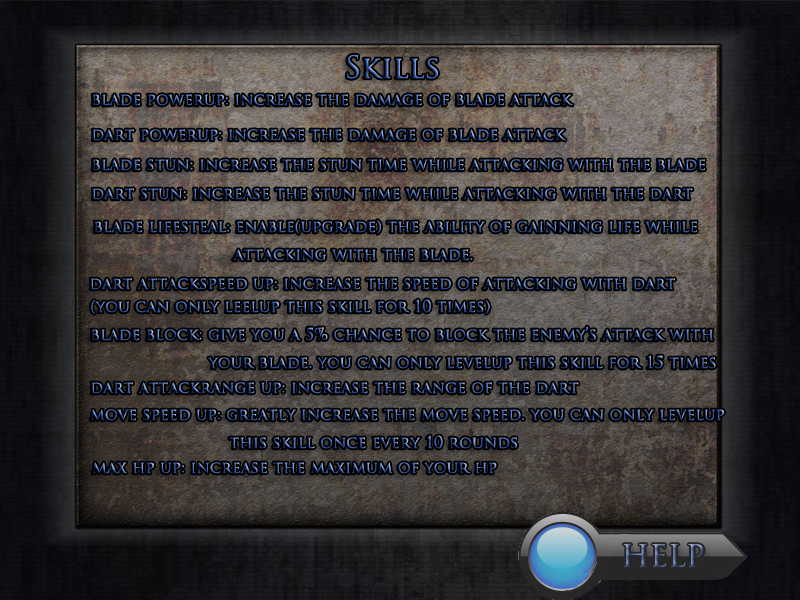 Skills
BLADE POWERUP: INCREASE THE DAMAGE OF BLADE ATTACK
DART POWERUP: INCREASE THE DAMAGE OF BLADE ATTACK
BLADE STUN: INCREASE THE STUN TIME WHILE ATTACKING WITH THE BLADE
DART STUN: INCREASE THE STUN TIME WHILE ATTACKING WITH THE DART
BLADE LIFESTEAL: ENABLE(UPGRADE) THE ABILITY OF GAINNING LIFE WHILE
ATTACKING WITH THE BLADE.
DART ATTACKSPEED UP: INCREASE THE SPEED OF ATTACKING WITH DART
(YOU CAN ONLY LEELUP THIS SKILL FOR 10 TIMES)
BLADE BLOCK: GIVE YOU A 5% CHANCE TO BLOCK THE ENEMY'S ATTACK WITH
YOUR BLADE. YOU CAN ONLY LEVELUP THIS SKILL FOR 15 TIMES
DART ATTACKRANGE UP: INCREASE THE RANGE OF THE DART
MOVE SPEED UP: GREATLY INCREASE THE MOVE SPEED. YOU CAN ONLY LEVELUP
THIS SKILL ONCE EVERY 10 ROUNDS
MAX HP UP: INCREASE THE MAXIMUM OF YOUR HP
HELP